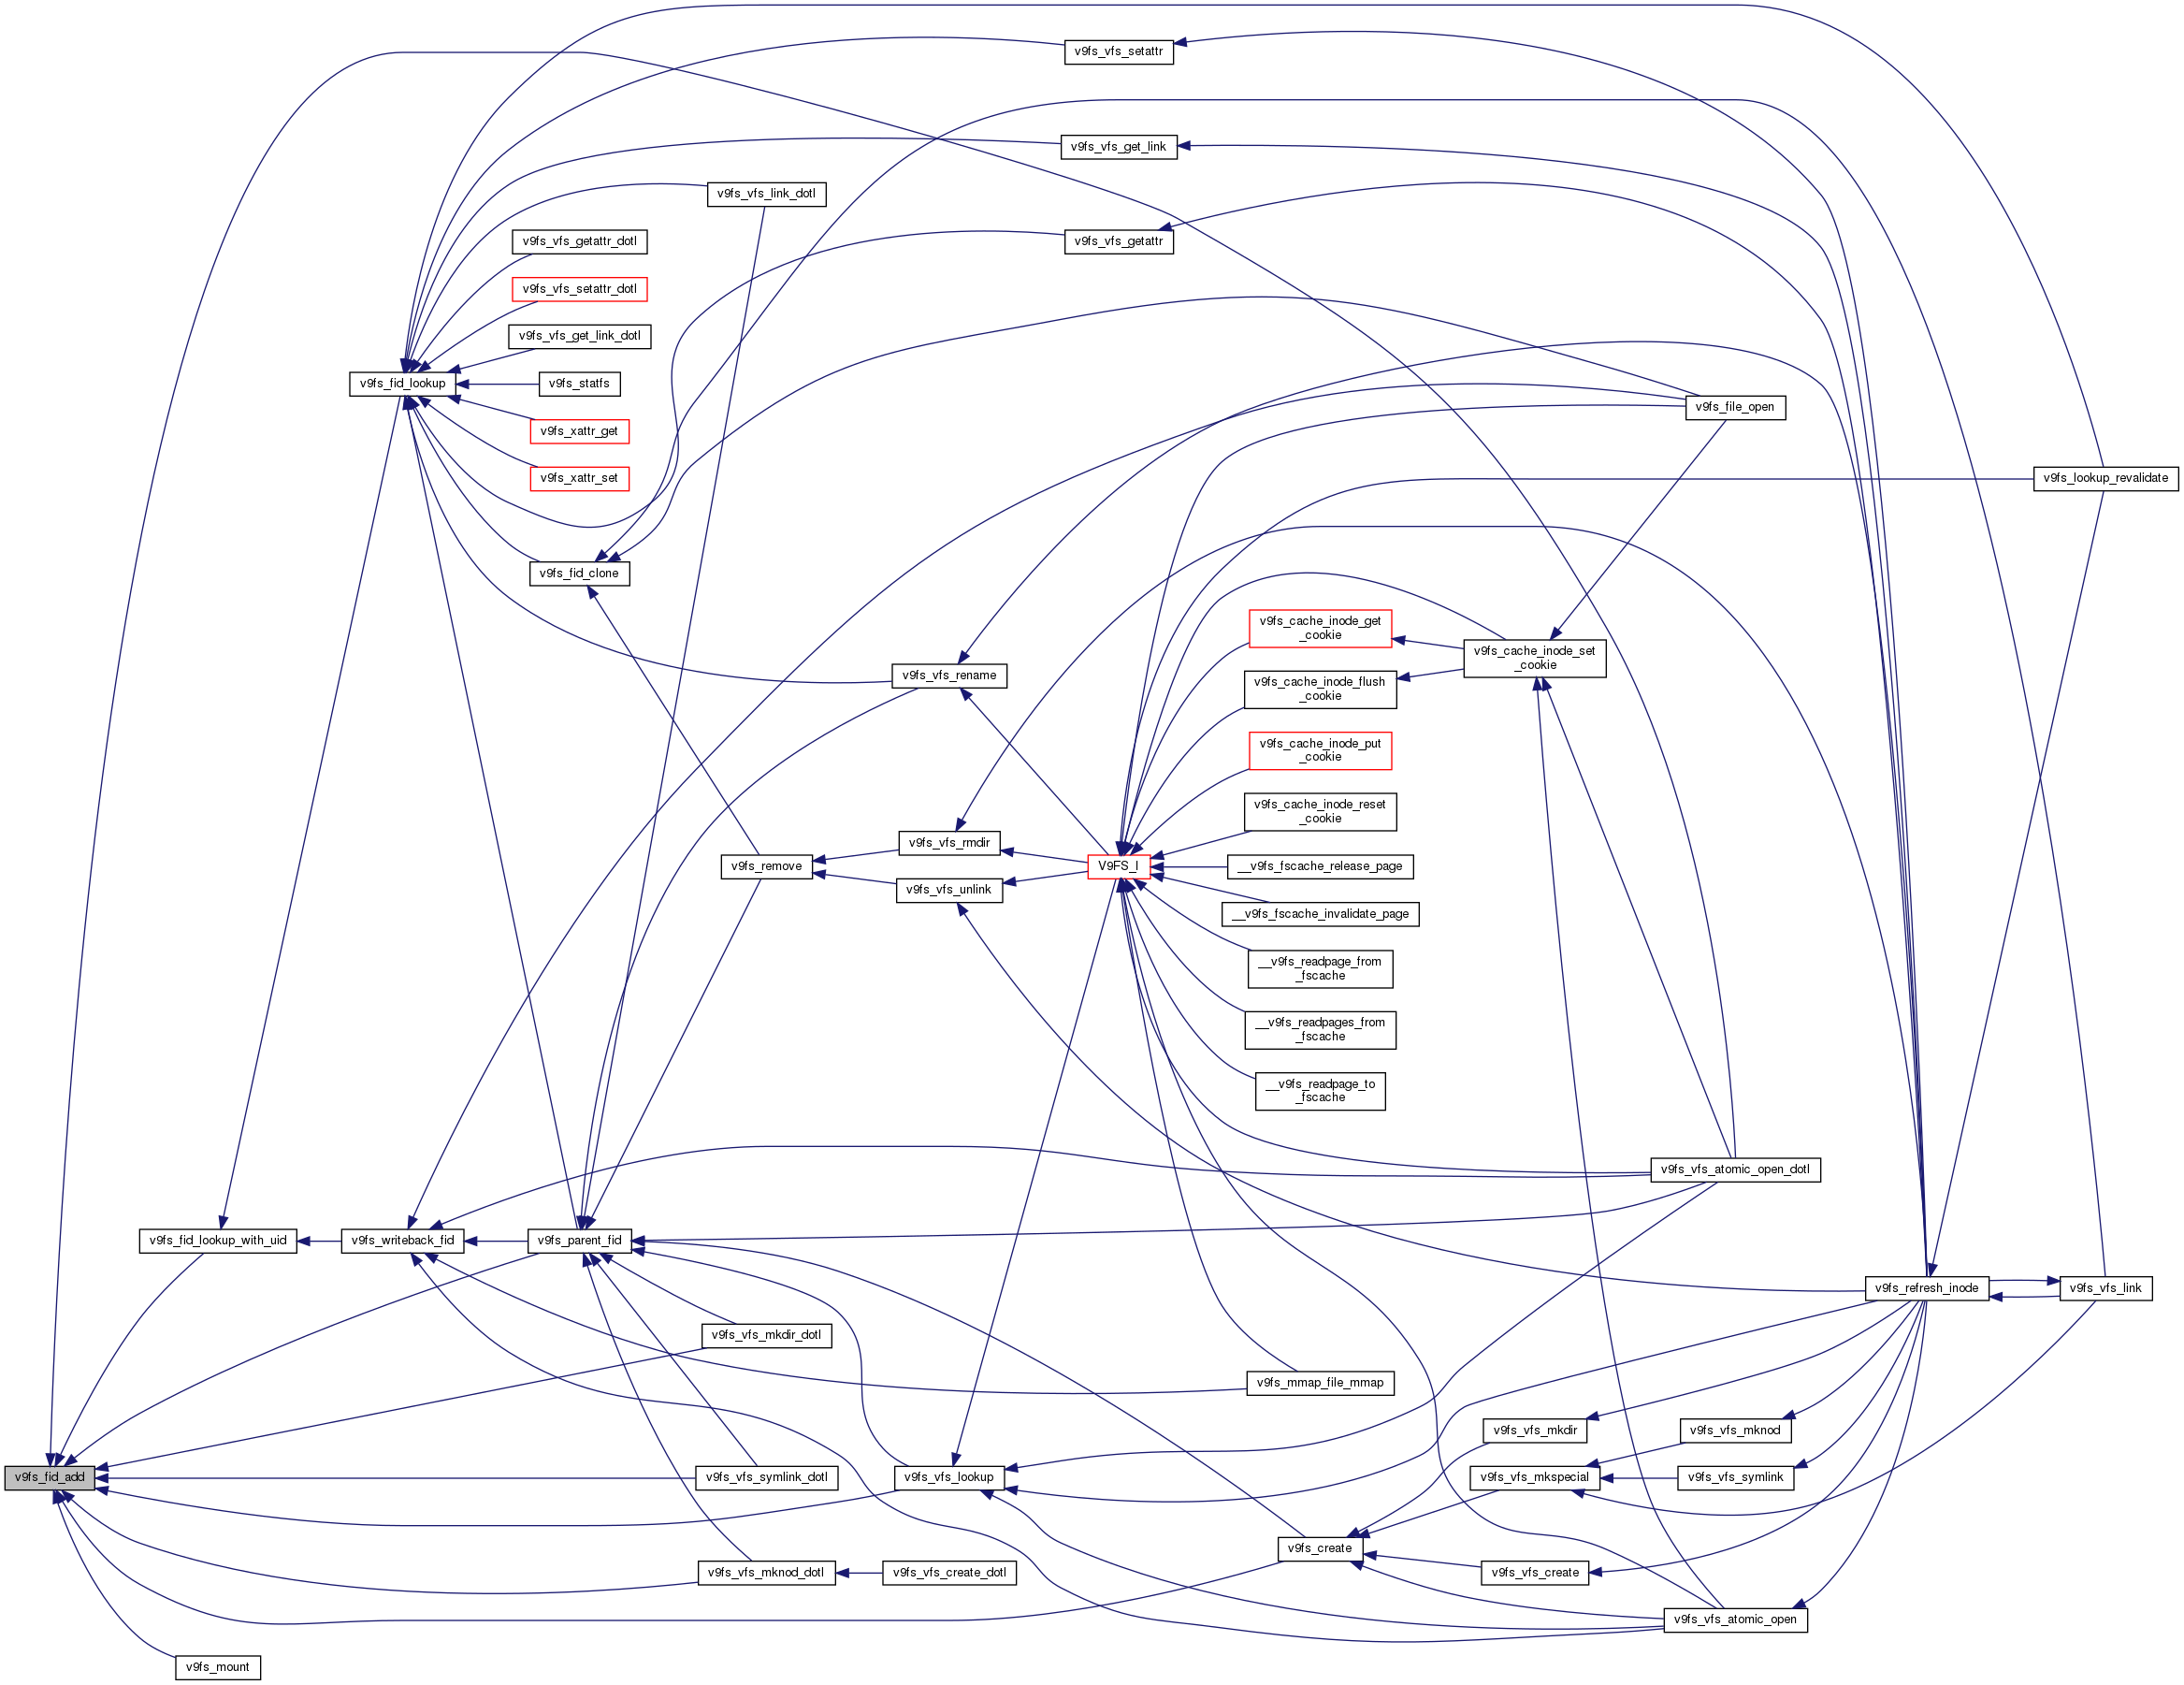 v9fs_vfs_setattr
v9fs_vfs_get_link
v9fs_vfs_link_dotl
v9fs_vfs_getattr_dotl
v9fs_vfs_getattr
v9fs_vfs_setattr_dotl
v9fs_vfs_get_link_dotl
v9fs_fid_lookup
v9fs_statfs
v9fs_file_open
v9fs_xattr_get
v9fs_xattr_set
v9fs_lookup_revalidate
v9fs_fid_clone
v9fs_cache_inode_get
_cookie
v9fs_cache_inode_set
_cookie
v9fs_vfs_rename
v9fs_cache_inode_flush
_cookie
v9fs_cache_inode_put
_cookie
v9fs_cache_inode_reset
_cookie
v9fs_vfs_rmdir
v9fs_remove
V9FS_I
__v9fs_fscache_release_page
v9fs_vfs_unlink
__v9fs_fscache_invalidate_page
__v9fs_readpage_from
_fscache
__v9fs_readpages_from
_fscache
__v9fs_readpage_to
_fscache
v9fs_vfs_atomic_open_dotl
v9fs_fid_lookup_with_uid
v9fs_writeback_fid
v9fs_parent_fid
v9fs_refresh_inode
v9fs_vfs_link
v9fs_vfs_mkdir_dotl
v9fs_mmap_file_mmap
v9fs_vfs_mkdir
v9fs_vfs_mknod
v9fs_fid_add
v9fs_vfs_symlink_dotl
v9fs_vfs_lookup
v9fs_vfs_mkspecial
v9fs_vfs_symlink
v9fs_create
v9fs_vfs_mknod_dotl
v9fs_vfs_create_dotl
v9fs_vfs_create
v9fs_vfs_atomic_open
v9fs_mount